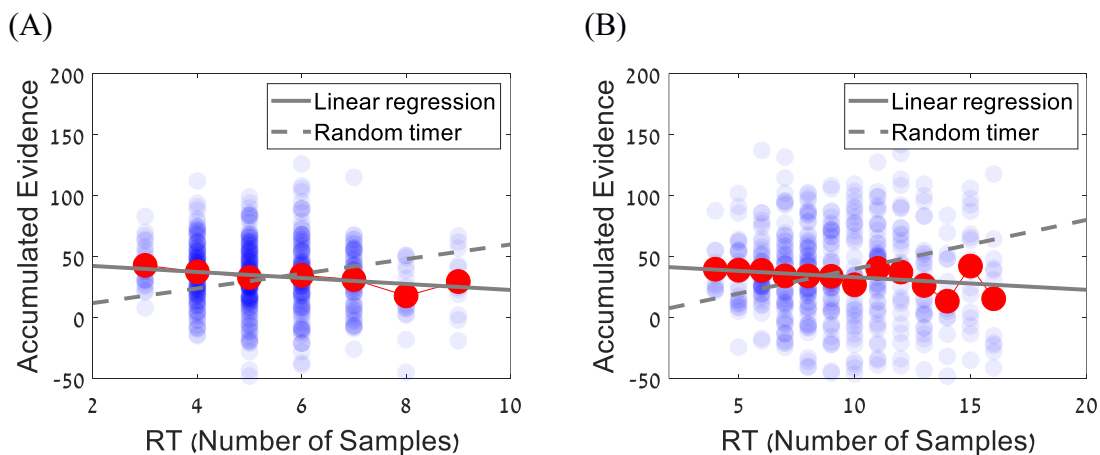 (A)
200
150
100
50
0
-50
2
4
6
8
10
Accumulated Evidence
RT (Number of Samples)
Linear regression
Random timer
(B)
200
150
100
50
0
-50
5
10
15
20
Accumulated Evidence
RT (Number of Samples)
Linear regression
Random timer